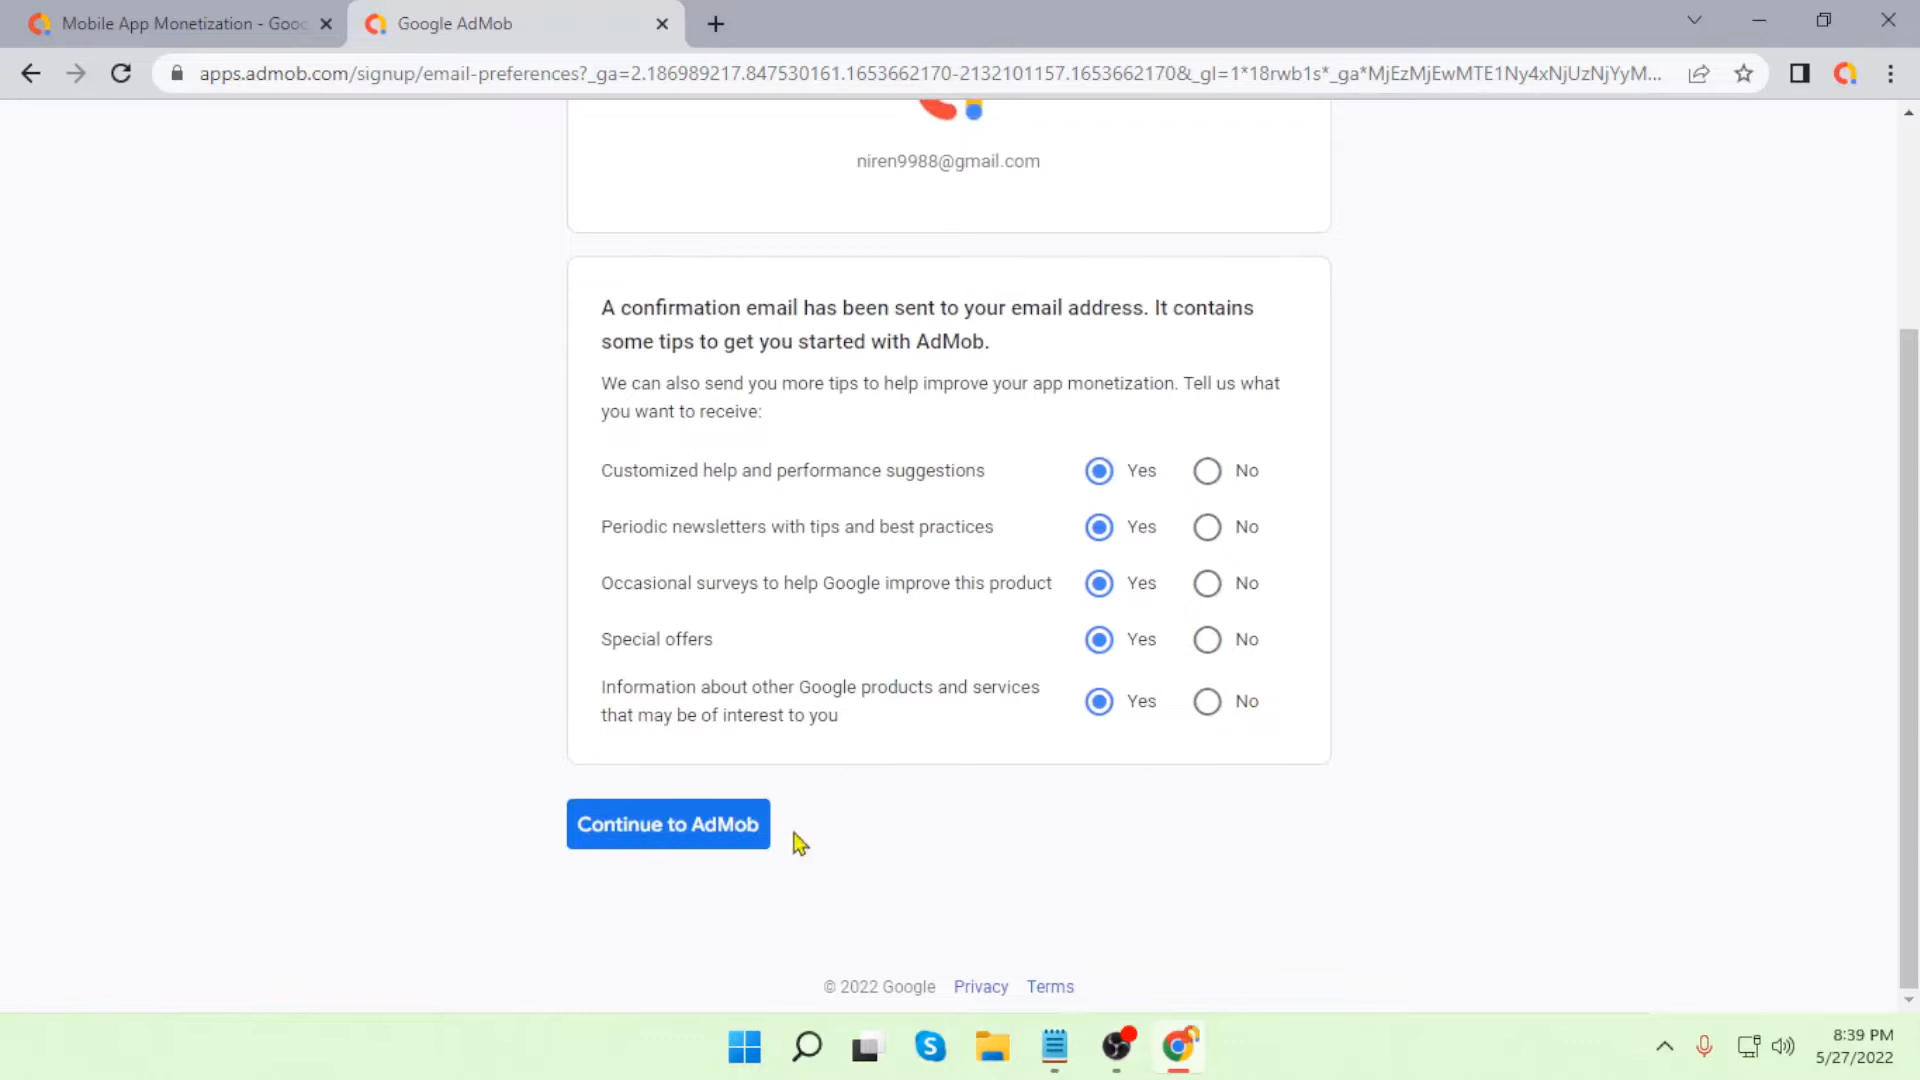 Mobile App Monetization - Goo
Google AdMob
apps.admob.com/signup/email-preferences?_ga=2.186989217.847530161.1653662170-2132101157.1653662170&_gl=1*18rwb1s*_ga*MjEzMjEwMTE1Ny4xNjUzNjYyM...
niren9988@gmail.com
A confirmation email has been sent to your email address. It contains
some tips to get you started with AdMob.
We can also send you more tips to help improve your app monetization. Tell us what
you want to receive:
Customized help and performance suggestions Yes No
Periodic newsletters with tips and best practices Yes No
Occasional surveys to help Google improve this product Yes No
Special offers Yes No
Information about other Google products and services
that may be of interest to you Yes No
Continue to AdMob
© 2022 Google Privacy Terms
8:39 PM
5/27/2022